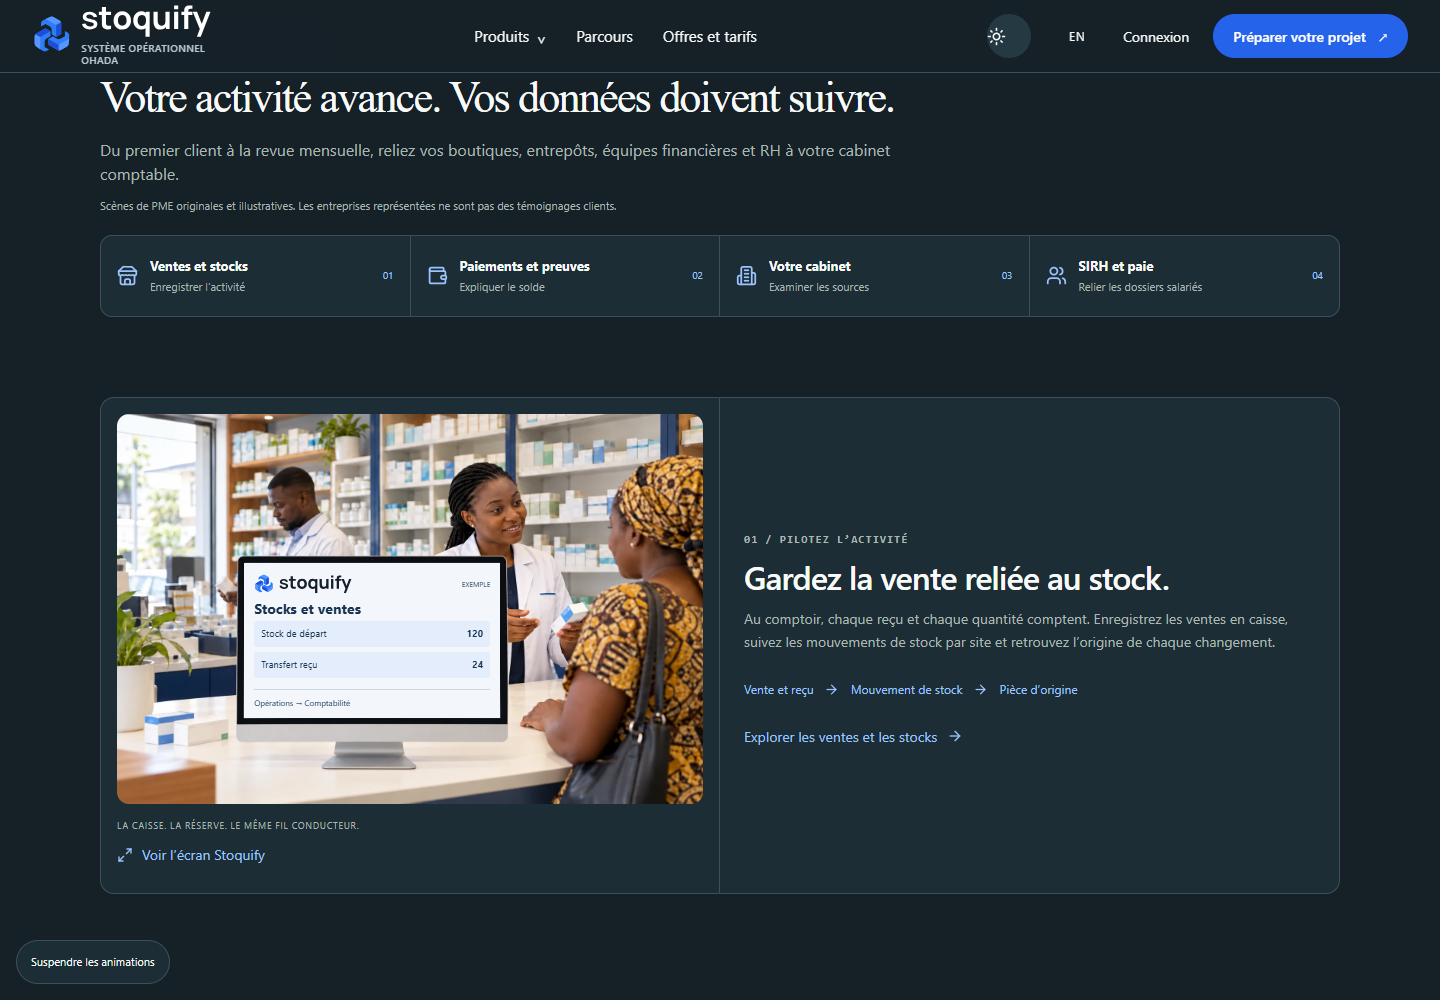 stoquify
SYSTÈME OPÉRATIONNEL
OHADA
Produits
Parcours
Offres et tarifs
EN
Connexion
Préparer votre projet ↗
Votre activité avance. Vos données doivent suivre.
Du premier client à la revue mensuelle, reliez vos boutiques, entrepôts, équipes financières et RH à votre cabinet
comptable.
Scènes de PME originales et illustratives. Les entreprises représentées ne sont pas des témoignages clients.
Ventes et stocks
Enregistrer l’activité
01
Paiements et preuves
Expliquer le solde
02
Votre cabinet
Examiner les sources
03
SIRH et paie
Relier les dossiers salariés
04
stoquify
EXEMPLE
Stocks et ventes
Stock de départ 120
Transfert reçu 24
Opérations → Comptabilité
LA CAISSE. LA RÉSERVE. LE MÊME FIL CONDUCTEUR.
Voir l’écran Stoquify
01 / PILOTEZ L’ACTIVITÉ
Gardez la vente reliée au stock.
Au comptoir, chaque reçu et chaque quantité comptent. Enregistrez les ventes en caisse,
suivez les mouvements de stock par site et retrouvez l’origine de chaque changement.
Vente et reçu → Mouvement de stock → Pièce d’origine
Explorer les ventes et les stocks →
Suspendre les animations